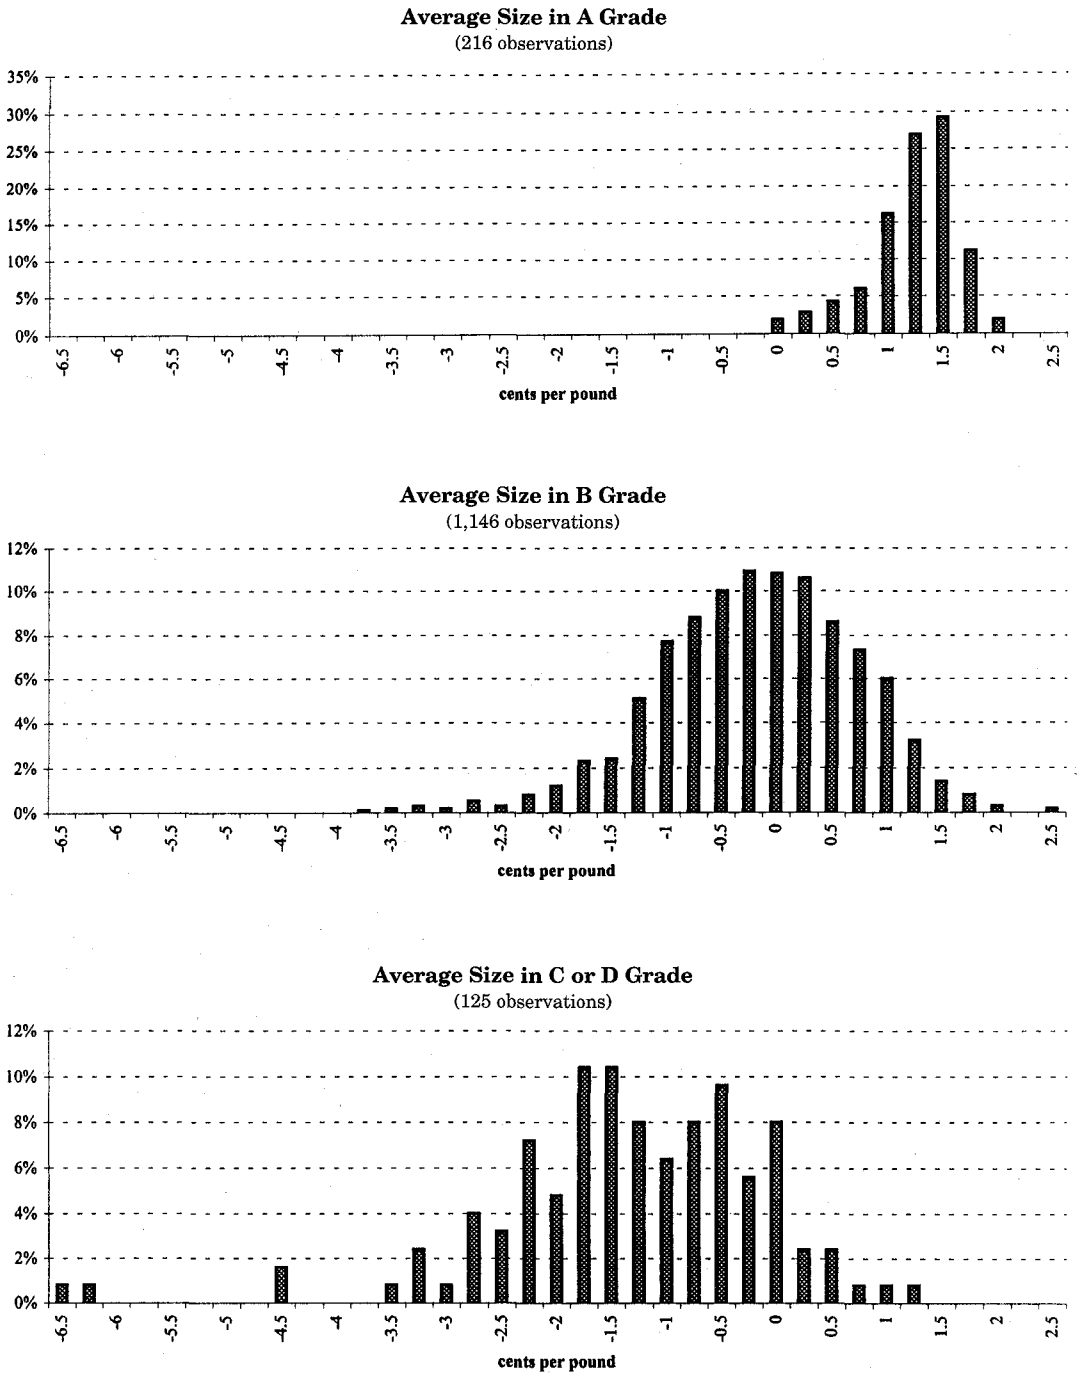 Average Size in A Grade
(216 observations)
35%
30%
25%
20%
15%
10%
5%
0%
-6.5 -6 -5.5 -5 -4.5 -4 -3.5 -3 -2.5 -2 -1.5 -1 -0.5 0 0.5 1 1.5 2 2.5
cents per pound
Average Size in B Grade
(1,146 observations)
12%
10%
8%
6%
4%
2%
0%
-6.5 -6 -5.5 -5 -4.5 -4 -3.5 -3 -2.5 -2 -1.5 -1 -0.5 0 0.5 1 1.5 2 2.5
cents per pound
Average Size in C or D Grade
(125 observations)
12%
10%
8%
6%
4%
2%
0%
-6.5 -6 -5.5 -5 -4.5 -4 -3.5 -3 -2.5 -2 -1.5 -1 -0.5 0 0.5 1 1.5 2 2.5
cents per pound